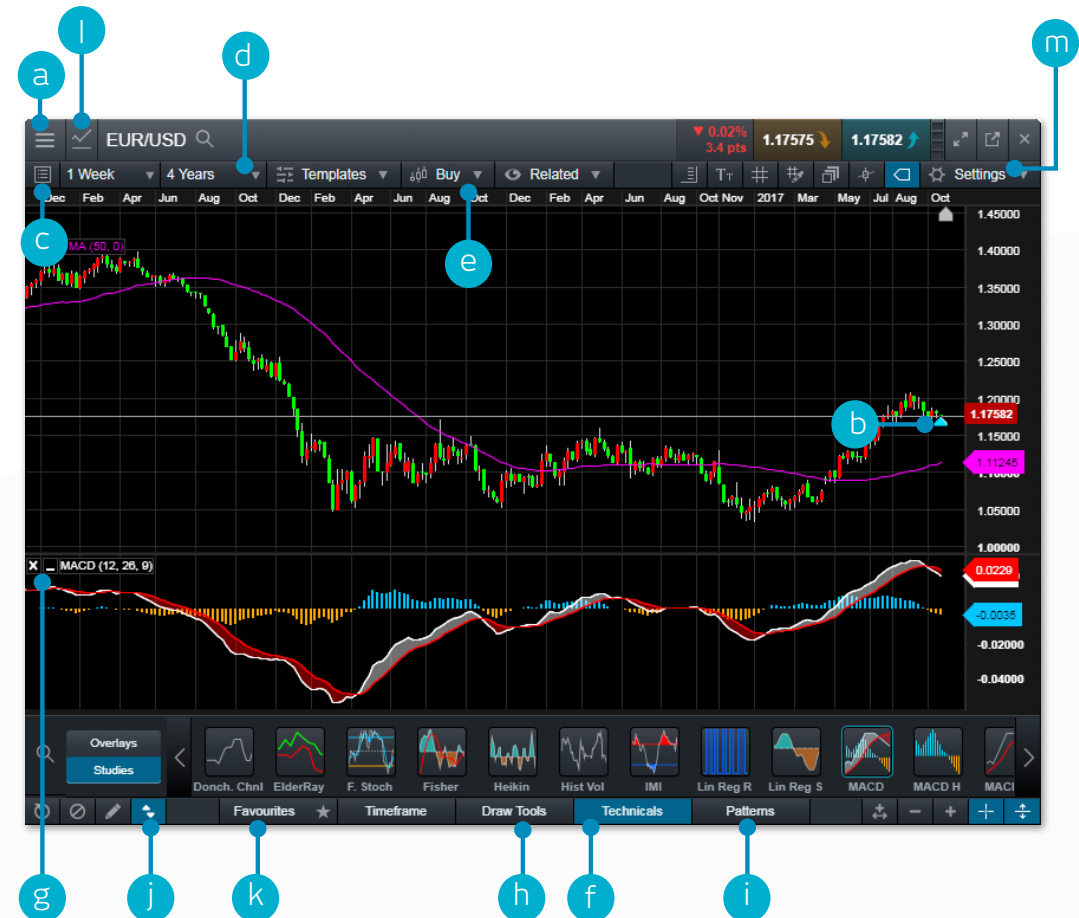 l
d
m
a
EUR/USD
▼ 0.02%
3.4 pts
1.17575
1.17582
1 Week
4 Years
Templates
Buy
Related
Settings
Dec Feb Apr Jun Aug Oct Dec Feb Apr Jun Aug Oct Dec Feb Apr Jun Aug Oct Nov 2017 Mar May Jul Aug Oct
c
e
MA (50, 0)
1.45000
1.40000
1.35000
1.30000
1.25000
1.20000
1.17582
b
1.15000
1.11245
1.10000
1.05000
1.00000
X MACD (12, 26, 9)
0.0229
-0.0035
-0.02000
-0.04000
Overlays
Studies
Donch. Chnl ElderRay F. Stoch Fisher Heikin Hist Vol IMI Lin Reg R Lin Reg S MACD MACD H MACI
Favourites Timeframe Draw Tools Technicals Patterns
g j k h f i